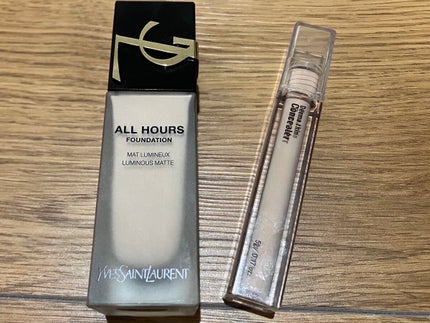 ALL HOURS
FOUNDATION
MAT LUMINEUX
LUMINOUS MATTE
YVESSAINTLAURENT
Concealer